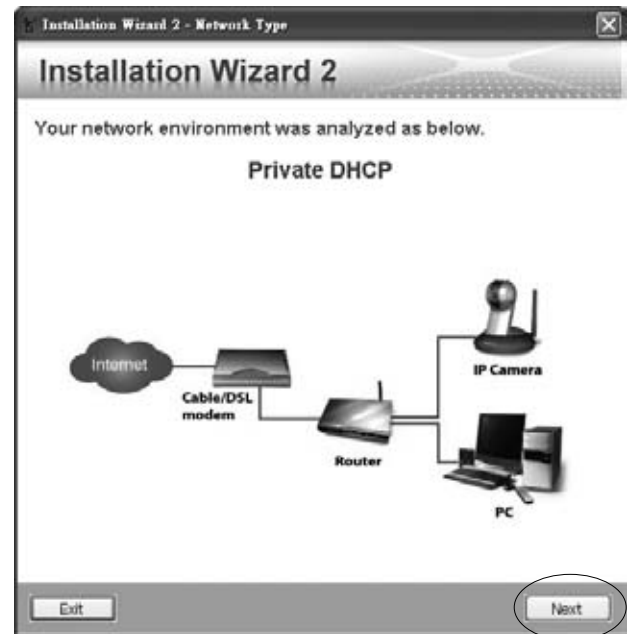 Installation Wizard 2 - Network Type
Installation Wizard 2
Your network environment was analyzed as below.
Private DHCP
Internet
Cable/DSL
modem
Router
IP Camera
PC
Exit
Next